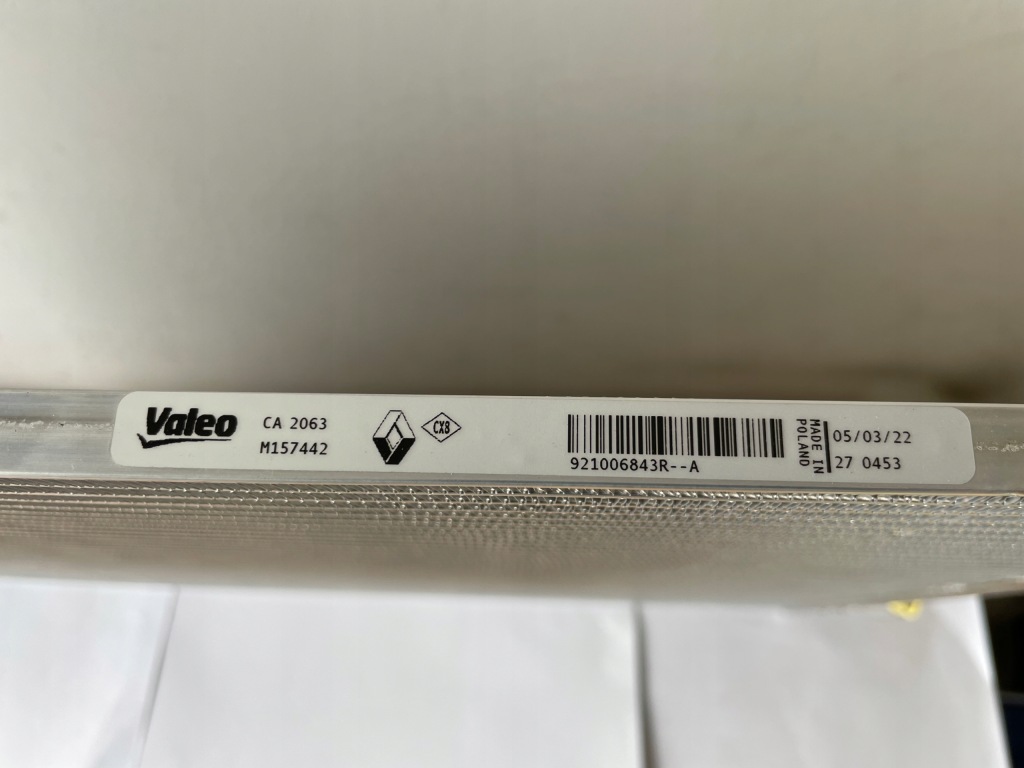 Valeo
CA 2063
M157442
CX8
921006843R--A
MADE IN
POLAND
05/03/22
27 0453